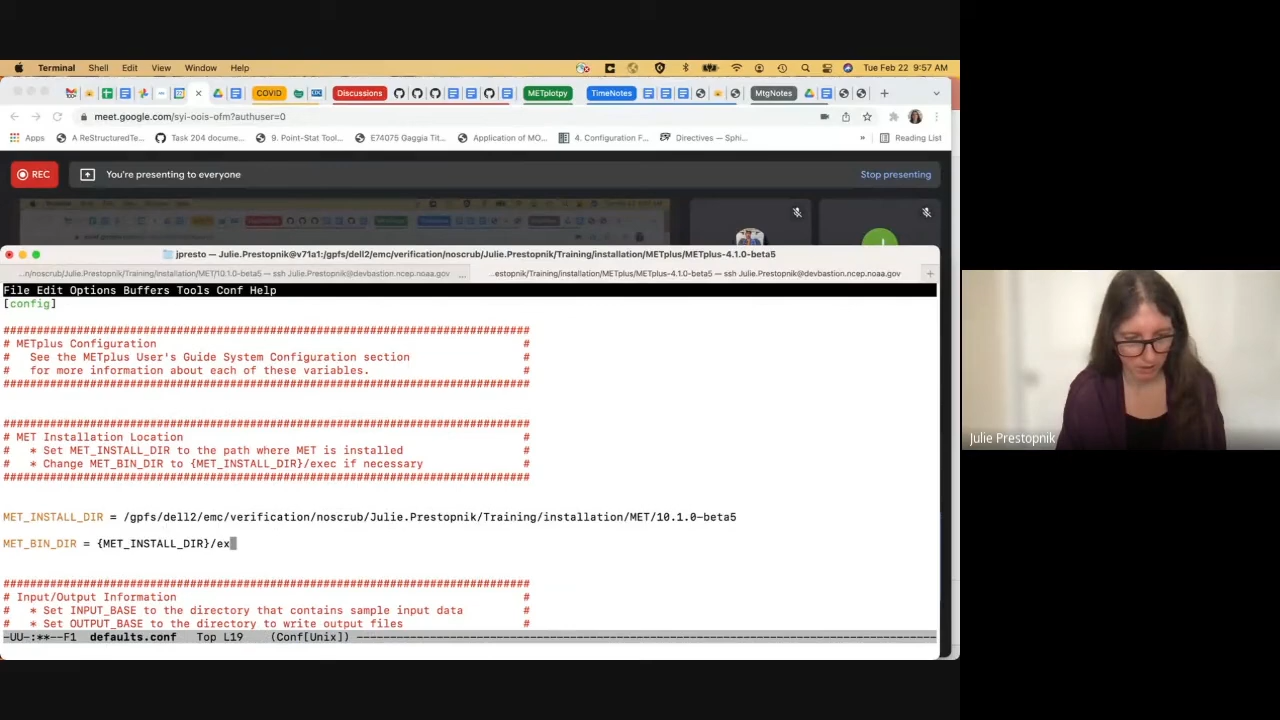 Terminal Shell Edit View Window Help Tue Feb 22 9:57 AM
COVID Discussions METplotpy TimeNotes MtgNotes
meet.google.com/syi-oois-ofm?authuser=0
Apps A ReStructuredTe... Task 204 docume... 9. Point-Stat Tool... E74075 Gaggia Tit... Application of MO... 4. Configuration F... Directives — Sphi... » Reading List
REC You're presenting to everyone Stop presenting
jpresto — Julie.Prestopnik@v71a1:/gpfs/dell2/emc/verification/noscrub/Julie.Prestopnik/Training/installation/METplus/METplus-4.1.0-beta5
...n/noscrub/Julie.Prestopnik/Training/installation/MET/10.1.0-beta5 — ssh Julie.Prestopnik@devbastion.ncep.noaa.gov ... ...estopnik/Training/installation/METplus/METplus-4.1.0-beta5 — ssh Julie.Prestopnik@devbastion.ncep.noaa.gov
File Edit Options Buffers Tools Conf Help
[config]
###############################################################################
# METplus Configuration #
# See the METplus User's Guide System Configuration section #
# for more information about each of these variables. #
###############################################################################
###############################################################################
# MET Installation Location #
# * Set MET_INSTALL_DIR to the path where MET is installed #
# * Change MET_BIN_DIR to {MET_INSTALL_DIR}/exec if necessary #
###############################################################################
MET_INSTALL_DIR = /gpfs/dell2/emc/verification/noscrub/Julie.Prestopnik/Training/installation/MET/10.1.0-beta5
MET_BIN_DIR = {MET_INSTALL_DIR}/ex
###############################################################################
# Input/Output Information #
# * Set INPUT_BASE to the directory that contains sample input data #
# * Set OUTPUT_BASE to the directory to write output files #
-UU-:**--F1 defaults.conf Top L19 (Conf[Unix]) ----------------------------------------------------------------------------------------
Julie Prestopnik